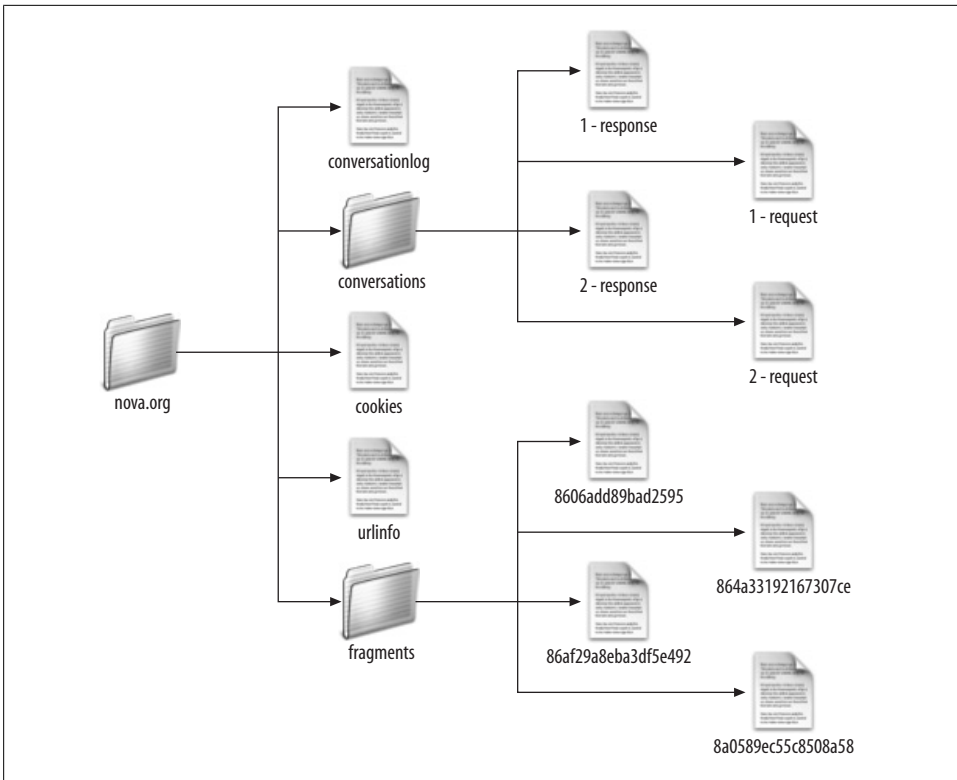 1 - response
conversationlog
1 - request
conversations
2 - response
nova.org
cookies
2 - request
8606add89bad2595
urlinfo
864a33192167307ce
fragments
86af29a8eba3df5e492
8a0589ec55c8508a58